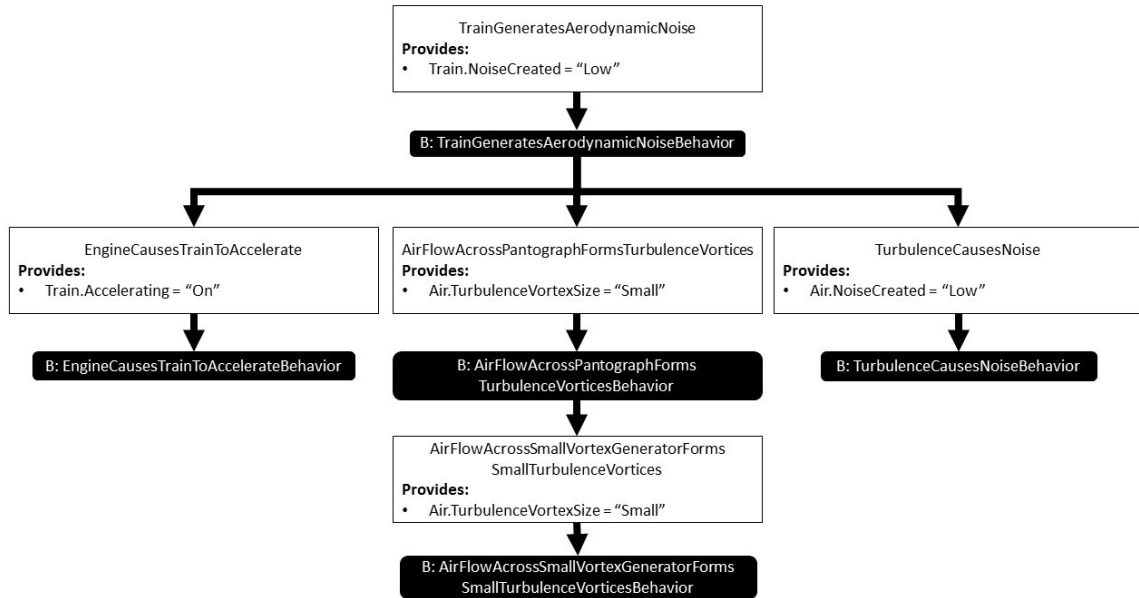 TrainGeneratesAerodynamicNoise
Provides:
• Train.NoiseCreated = “Low”
B: TrainGeneratesAerodynamicNoiseBehavior
EngineCausesTrainToAccelerate
Provides:
• Train.Accelerating = “On”
B: EngineCausesTrainToAccelerateBehavior
AirFlowAcrossPantographFormsTurbulenceVortices
Provides:
• Air.TurbulenceVortexSize = “Small”
B: AirFlowAcrossPantographForms
TurbulenceVorticesBehavior
AirFlowAcrossSmallVortexGeneratorForms
SmallTurbulenceVortices
Provides:
• Air.TurbulenceVortexSize = “Small”
B: AirFlowAcrossSmallVortexGeneratorForms
SmallTurbulenceVorticesBehavior
TurbulenceCausesNoise
Provides:
• Air.NoiseCreated = “Low”
B: TurbulenceCausesNoiseBehavior